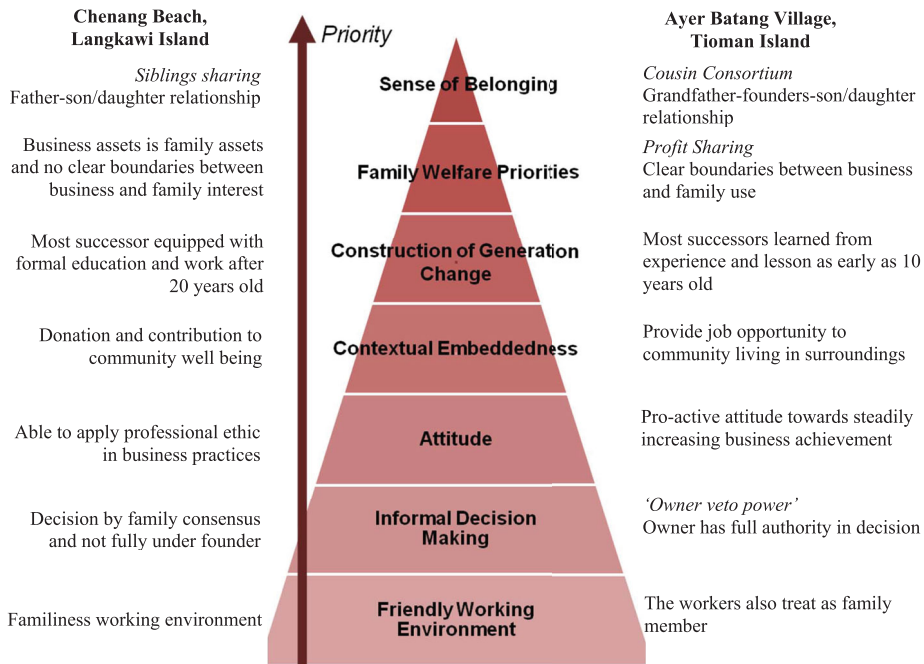 Chenang Beach,
Langkawi Island
Priority
Ayer Batang Village,
Tioman Island
Siblings sharing
Father-son/daughter relationship
Sense of Belonging
Cousin Consortium
Grandfather-founders-son/daughter
relationship
Business assets is family assets
and no clear boundaries between
business and family interest
Family Welfare Priorities
Profit Sharing
Clear boundaries between business
and family use
Most successor equipped with
formal education and work after
20 years old
Construction of Generation
Change
Most successors learned from
experience and lesson as early as 10
years old
Donation and contribution to
community well being
Contextual Embeddedness
Provide job opportunity to
community living in surroundings
Able to apply professional ethic
in business practices
Attitude
Pro-active attitude towards steadily
increasing business achievement
Decision by family consensus
and not fully under founder
Informal Decision
Making
‘Owner veto power’
Owner has full authority in decision
Familiness working environment
Friendly Working
Environment
The workers also treat as family
member